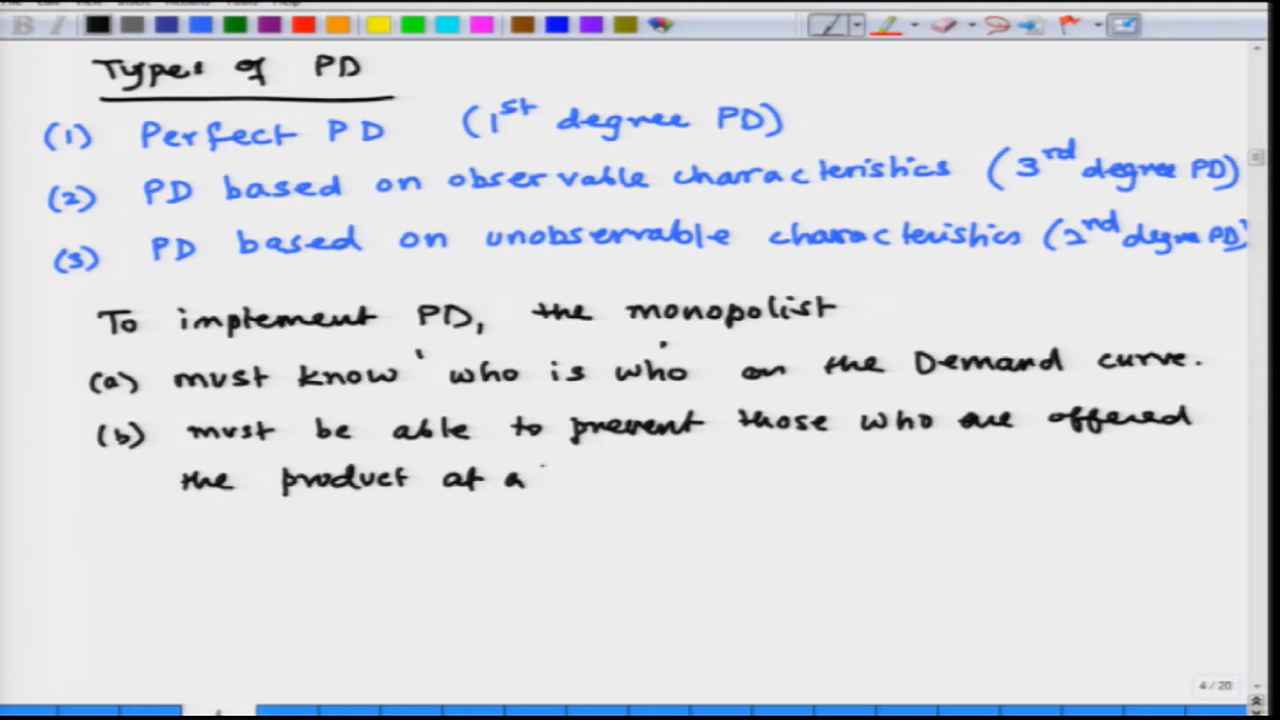 Types of PD
(1) Perfect PD (1st degree PD)
(2) PD based on observable characteristics (3rd degree PD)
(3) PD based on unobservable characteristics (2nd degree PD)
To implement PD, the monopolist
(a) must know 'who is who on the Demand curve.
(b) must be able to prevent those who are offered
the product at a
4 / 20